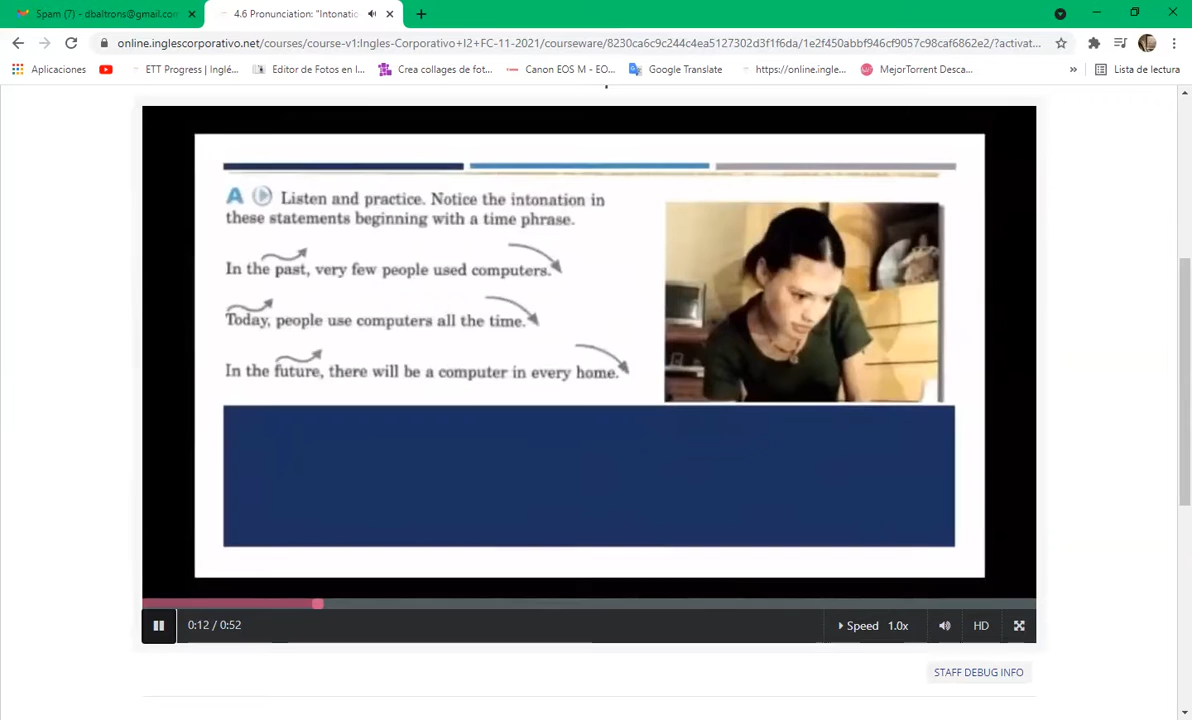 Spam (7) - dbaltrons@gmail.com
4.6 Pronunciation: "Intonatio
online.inglescorporativo.net/courses/course-v1:Ingles-Corporativo+I2+FC-11-2021/courseware/8230ca6c9c244c4ea5127302d3f1f6da/1e2f450abbf946cf9057c98caf6862e2/?activat...
Aplicaciones
ETT Progress | Inglé...
Editor de Fotos en l...
Crea collages de fot...
Canon EOS M - EO...
Google Translate
https://online.ingle...
MejorTorrent Desca...
»
Lista de lectura
A Listen and practice. Notice the intonation in
these statements beginning with a time phrase.
In the past, very few people used computers.
Today, people use computers all the time.
In the future, there will be a computer in every home.
0:12 / 0:52
Speed 1.0x
HD
STAFF DEBUG INFO